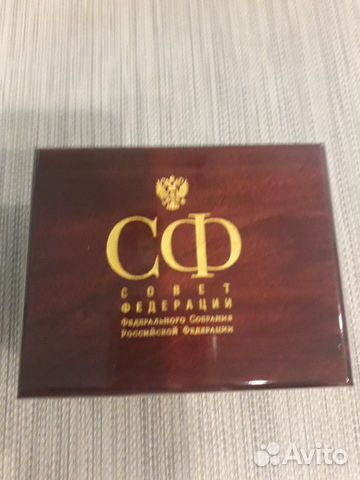 СФ
СОВЕТ
ФЕДЕРАЦИИ
Федерального Собрания
Российской Федерации
Avito